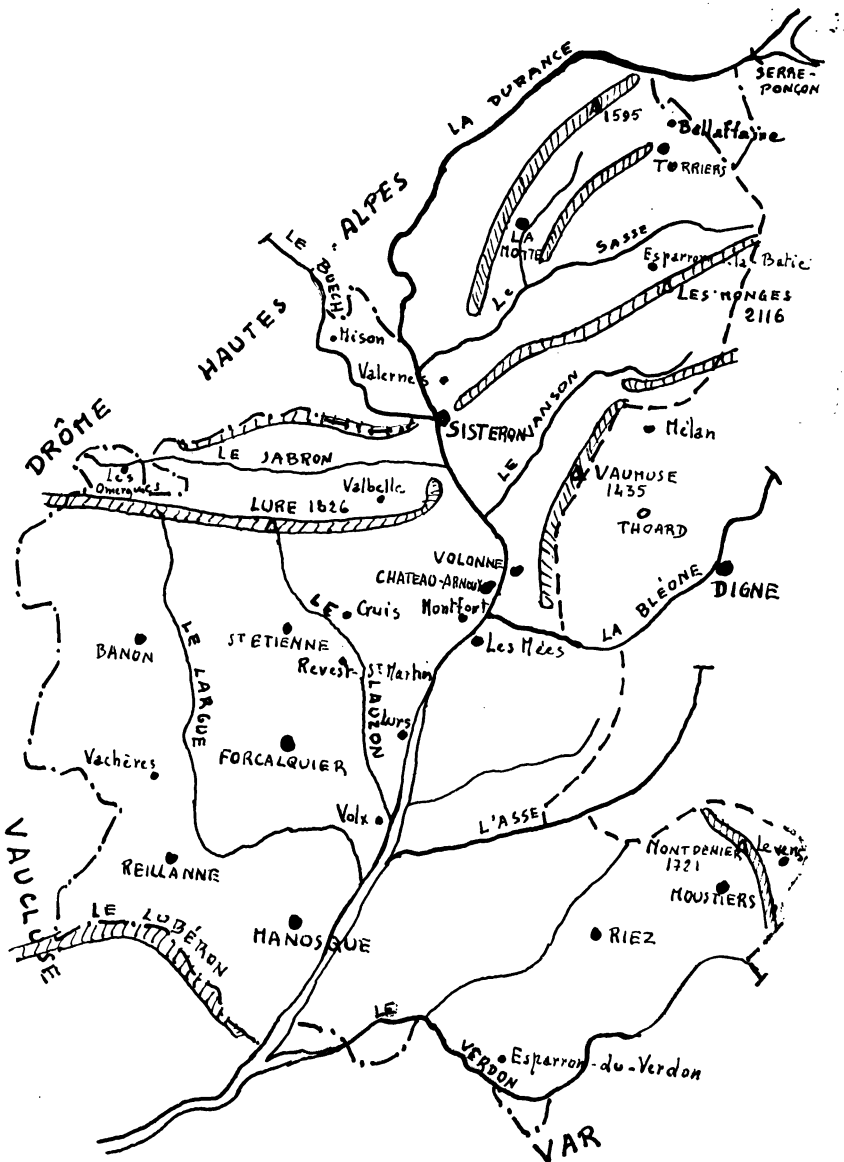 LA DURANCE
SERRE-
PONÇON
1595
Bellaffaire
TURRIERS
HAUTES-ALPES
LE BUECH
LA
MOTTE
LE SASSE
Esparron-la-Batie
LES MONGES
2116
Mison
Valernes
SISTERON
LE VANSON
Mélan
DRÔME
LE JABRON
Les
Omergues
LURE 1826
Valbelle
VAUMUSE
1435
THOARD
VOLONNE
CHATEAU-ARNOUX
Montfort
DIGNE
LA BLÉONE
Les Mées
LE LAUZON
Cruis
ST ETIENNE
BANON
LE LARGUE
Revest-St Martin
Lurs
FORCALQUIER
Vachères
Volx
L'ASSE
VAUCLUSE
REILLANNE
MONTDENIER
1721
Levens
MOUSTIERS
LE LUBÉRON
MANOSQUE
RIEZ
LE VERDON
Esparron-du-Verdon
VAR